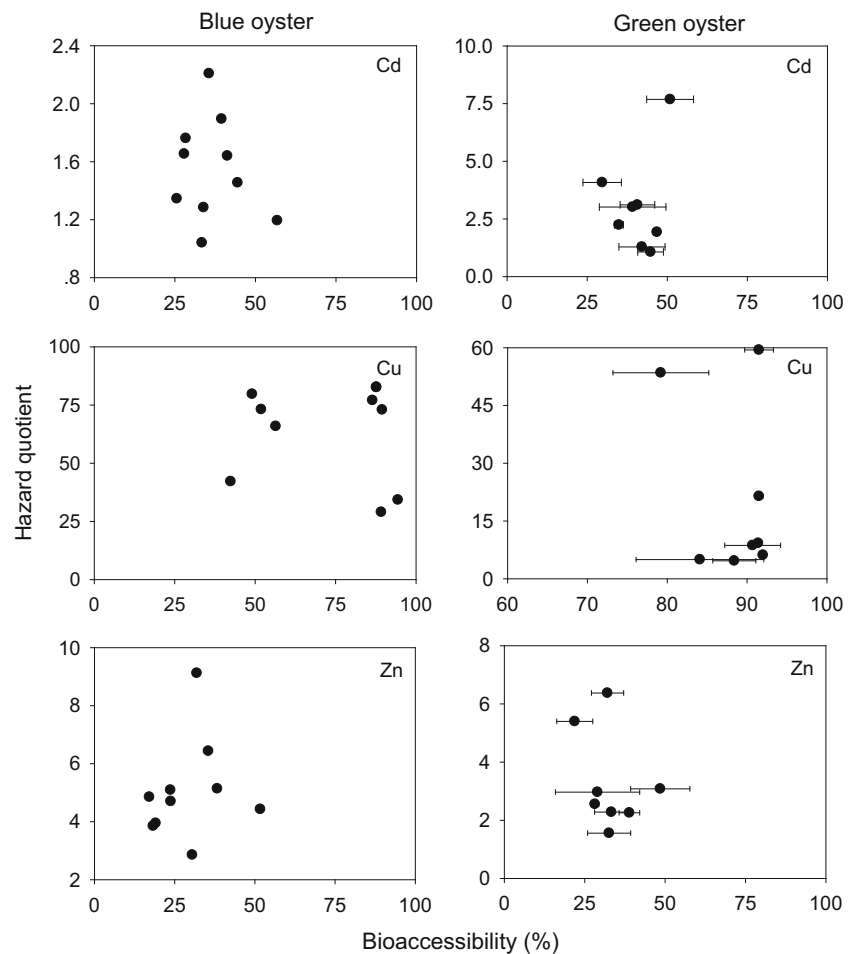 Blue oyster
Green oyster
2.4
2.0
1.6
1.2
.8
Cd
0 25 50 75 100
10.0
7.5
5.0
2.5
0.0
Cd
0 25 50 75 100
Hazard quotient
100
75
50
25
0
Cu
0 25 50 75 100
60
45
30
15
0
Cu
60 70 80 90 100
10
8
6
4
2
Zn
0 25 50 75 100
8
6
4
2
0
Zn
0 25 50 75 100
Bioaccessibility (%)